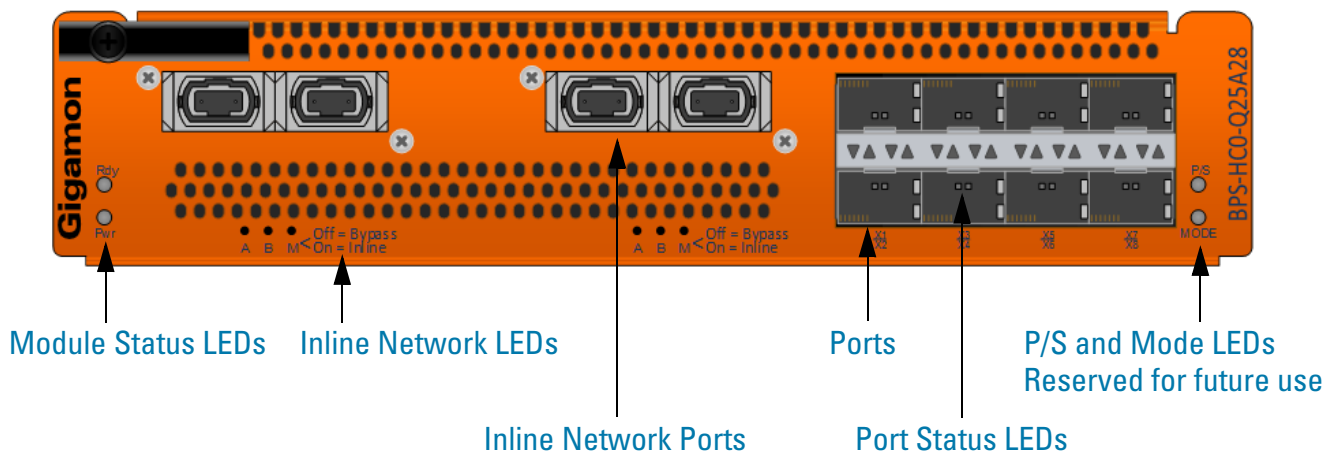 Gigamon
Rdy
Pwr
A B M < Off = Bypass
On = Inline
A B M < Off = Bypass
On = Inline
X1
X2
X3
X4
X5
X6
X7
X8
P/S
MODE
BPS-HC0-Q25A28
Module Status LEDs
Inline Network LEDs
Ports
P/S and Mode LEDs
Reserved for future use
Inline Network Ports
Port Status LEDs